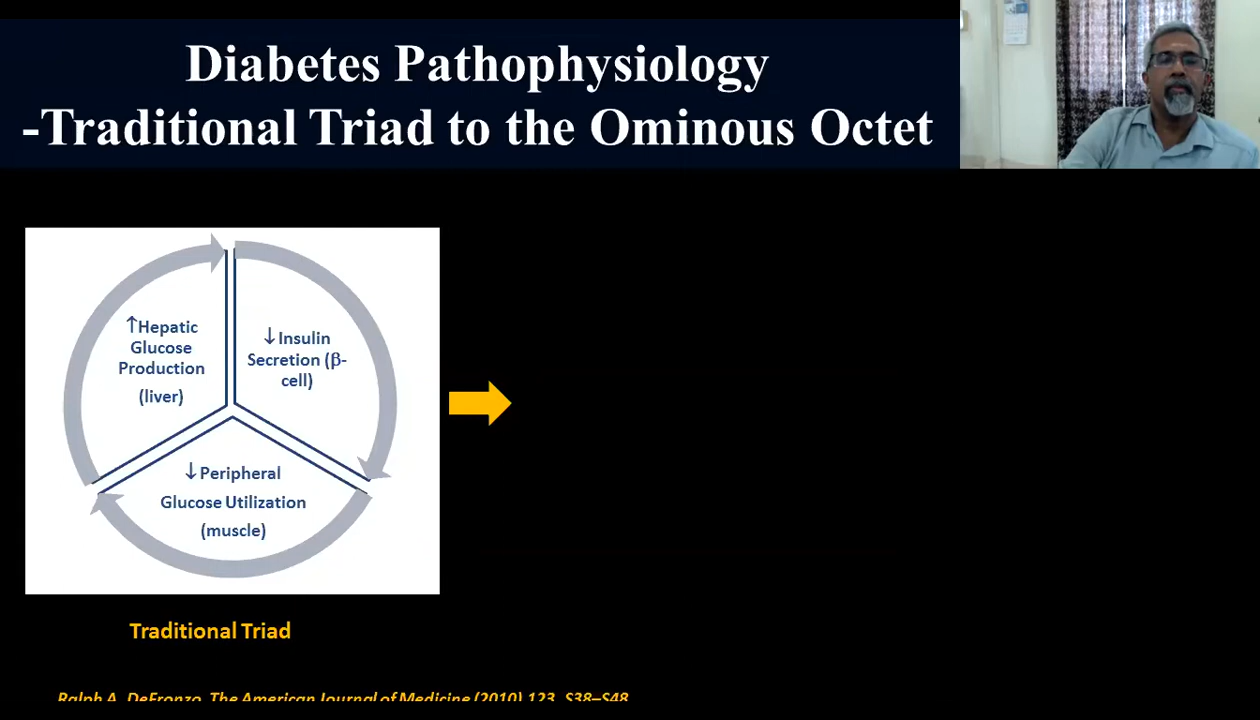 Diabetes Pathophysiology
-Traditional Triad to the Ominous Octet
↑Hepatic
Glucose
Production
(liver)
↓Insulin
Secretion (β-
cell)
↓Peripheral
Glucose Utilization
(muscle)
Traditional Triad
Ralph A. DeFronzo. The American Journal of Medicine (2010) 123, S38–S48